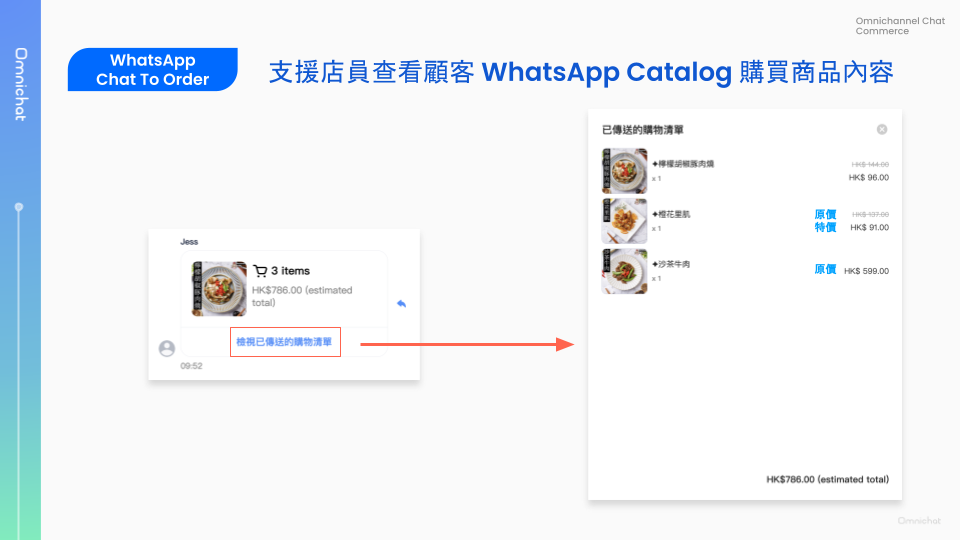 Omnichat
Omnichannel Chat
Commerce
WhatsApp
Chat To Order
支援店員查看顧客 WhatsApp Catalog 購買商品內容
Jess
3 items
HK$786.00 (estimated
total)
檢視已傳送的購物清單
09:52
已傳送的購物清單
✦檸檬胡椒豚肉燒
x 1
HK$ 144.00
HK$ 96.00
✦橙花里肌
x 1
原價 HK$ 137.00
特價 HK$ 91.00
✦沙茶牛肉
x 1
原價 HK$ 599.00
HK$786.00 (estimated total)
Omnichat